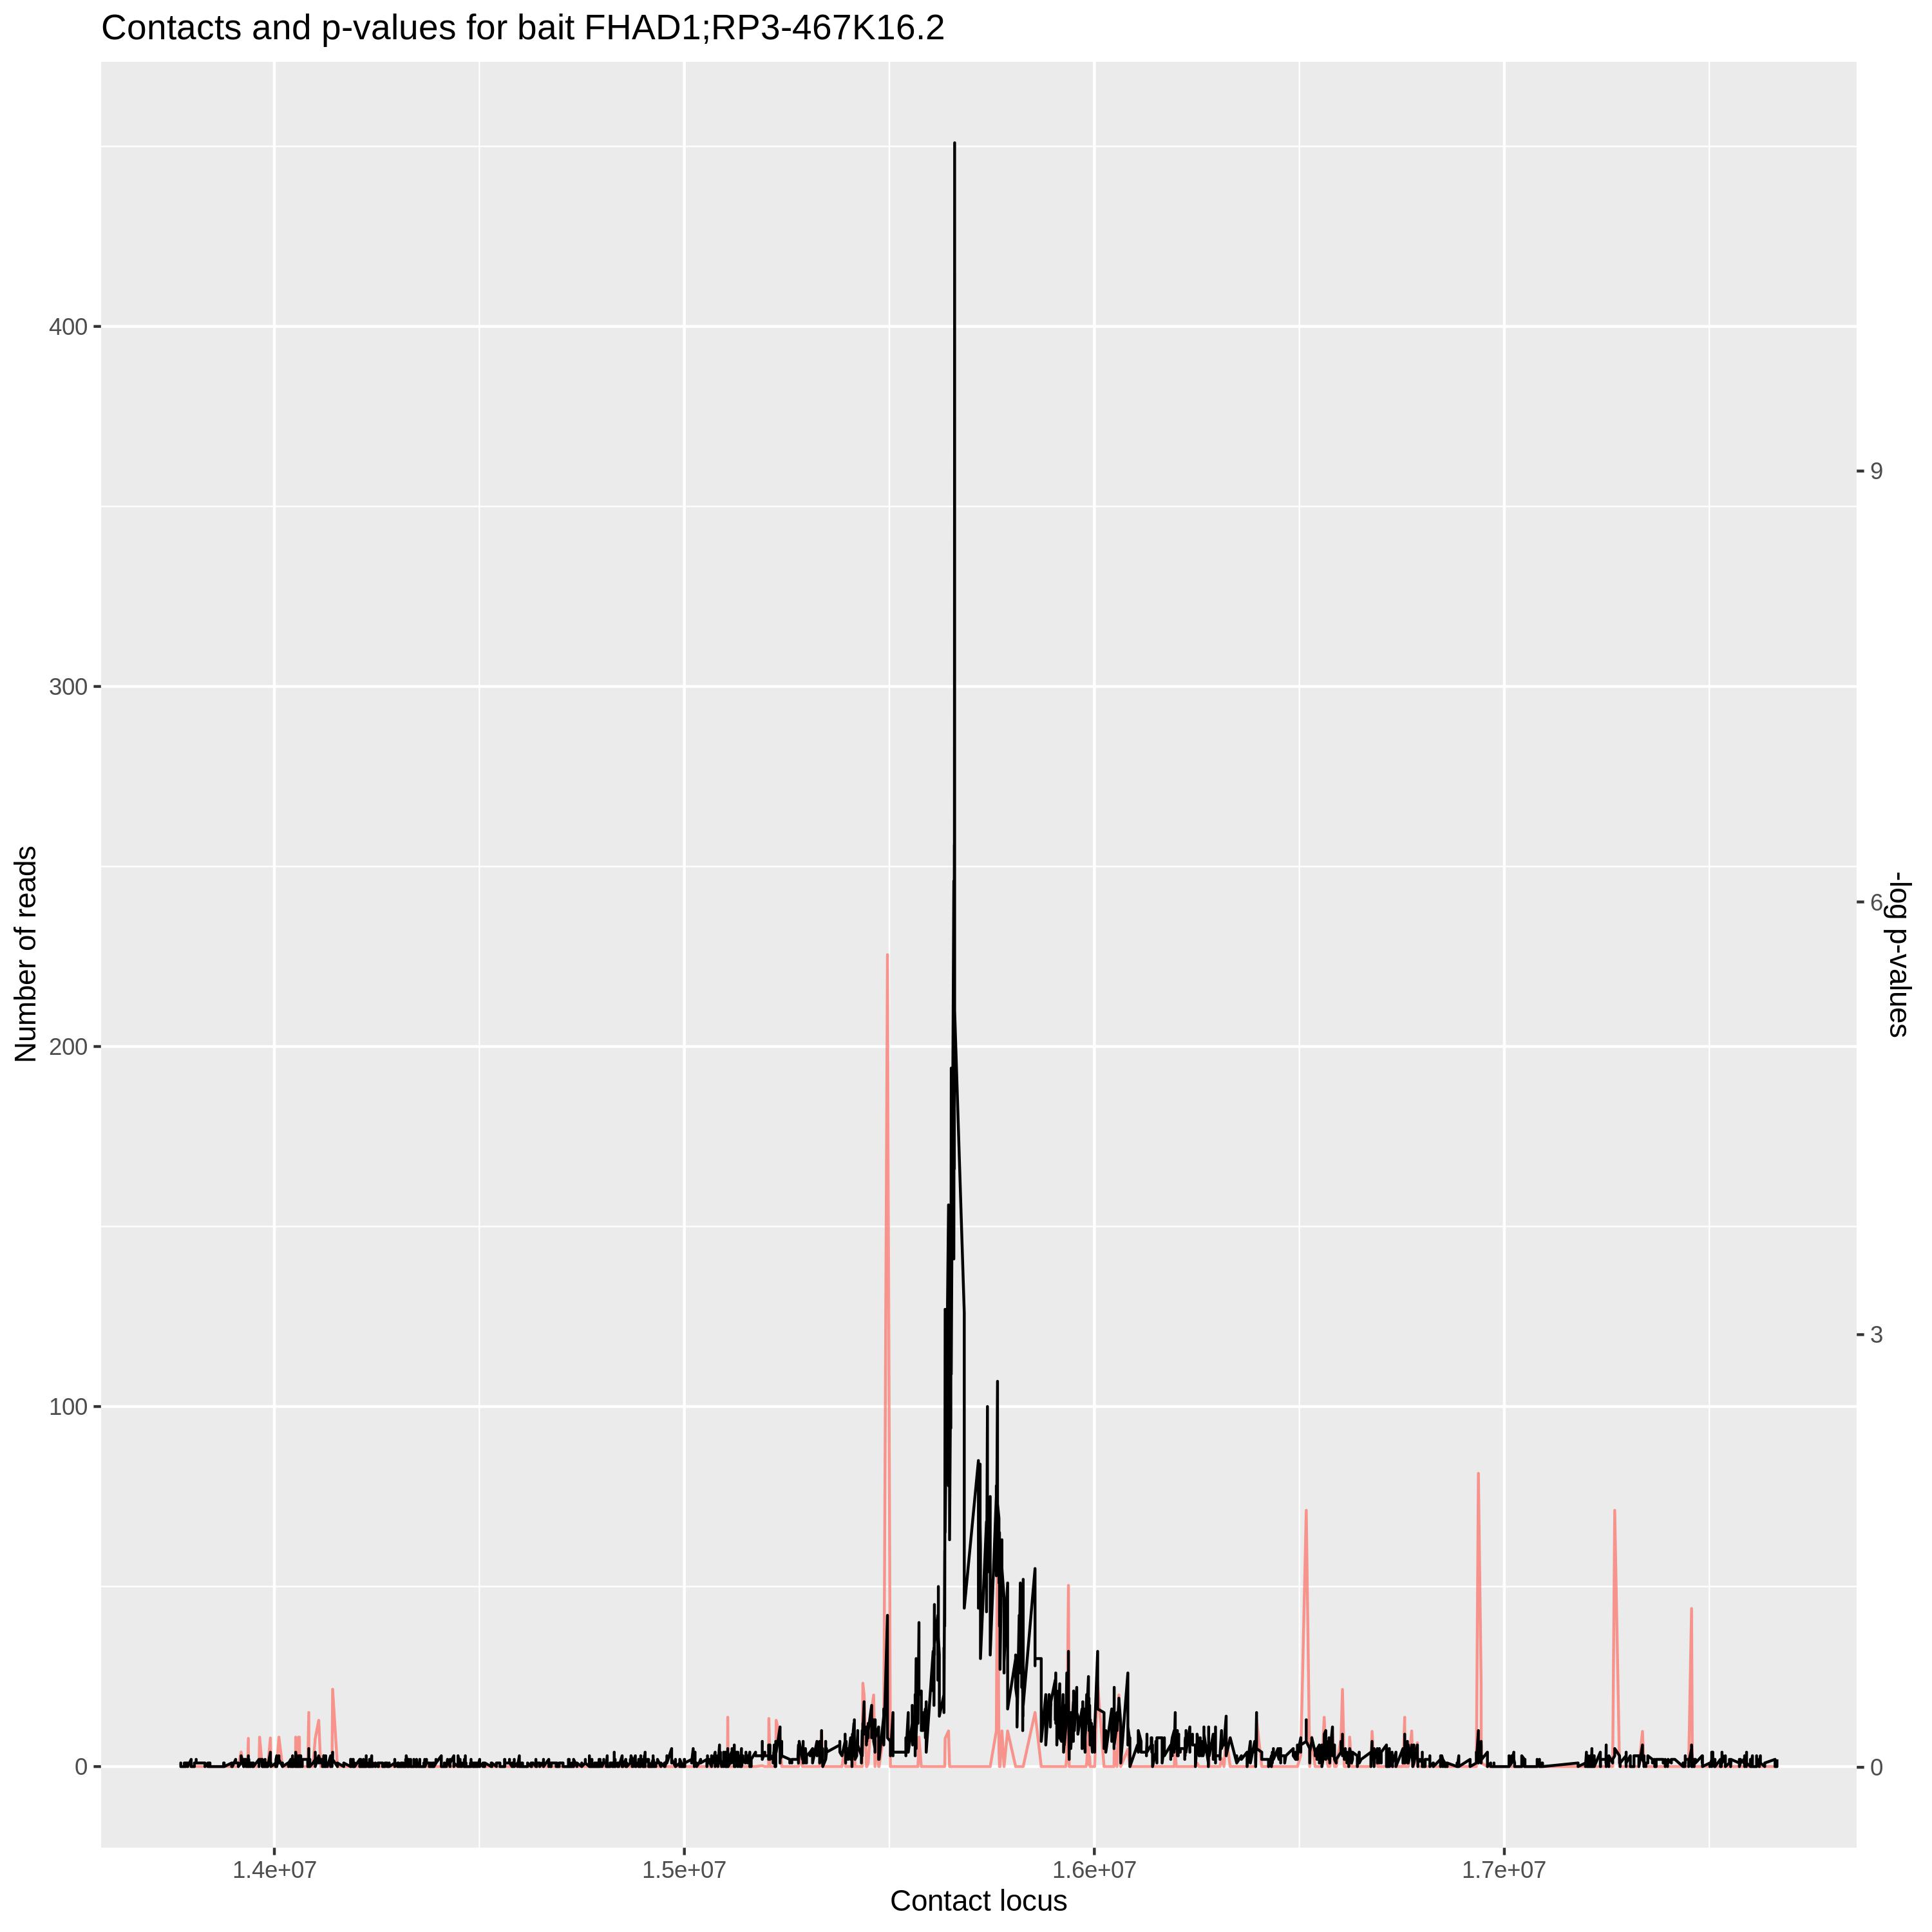 Contacts and p-values for bait FHAD1;RP3-467K16.2
Number of reads
400
300
200
100
0
9
6
3
0
-log p-values
1.4e+07
1.5e+07
1.6e+07
1.7e+07
Contact locus